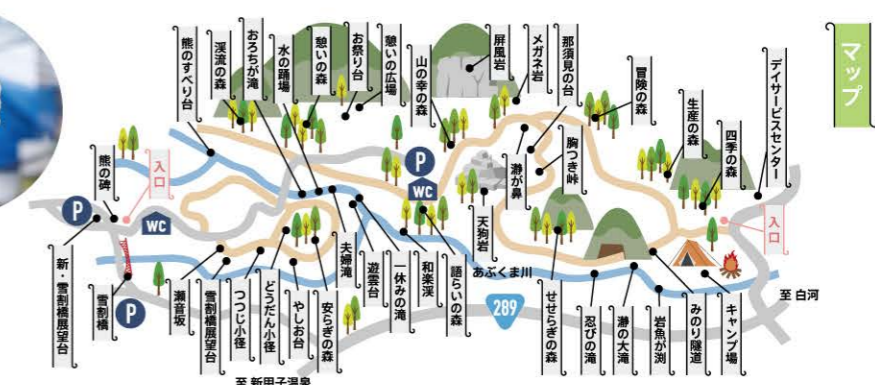 マップ
熊のすべり台
渓流の森
おろちが滝
水の踊場
憩いの森
お祭り台
憩いの広場
山の幸の森
屏風岩
メガネ岩
那須見の台
冒険の森
生産の森
四季の森
デイサービスセンター
熊の碑
入口
P
WC
P
WC
瀞が鼻
胸つき峠
天狗岩
入口
新・雪割橋展望台
雪割橋
P
瀬音坂
雪割橋展望台
つつじ小径
どうだん小径
やしお台
安らぎの森
夫婦滝
遊雲台
一休みの滝
和楽渓
語らいの森
あぶくま川
289
せせらぎの森
忍びの滝
瀞の大滝
岩魚が渕
みのり隧道
キャンプ場
至 白河
至 新甲子温泉